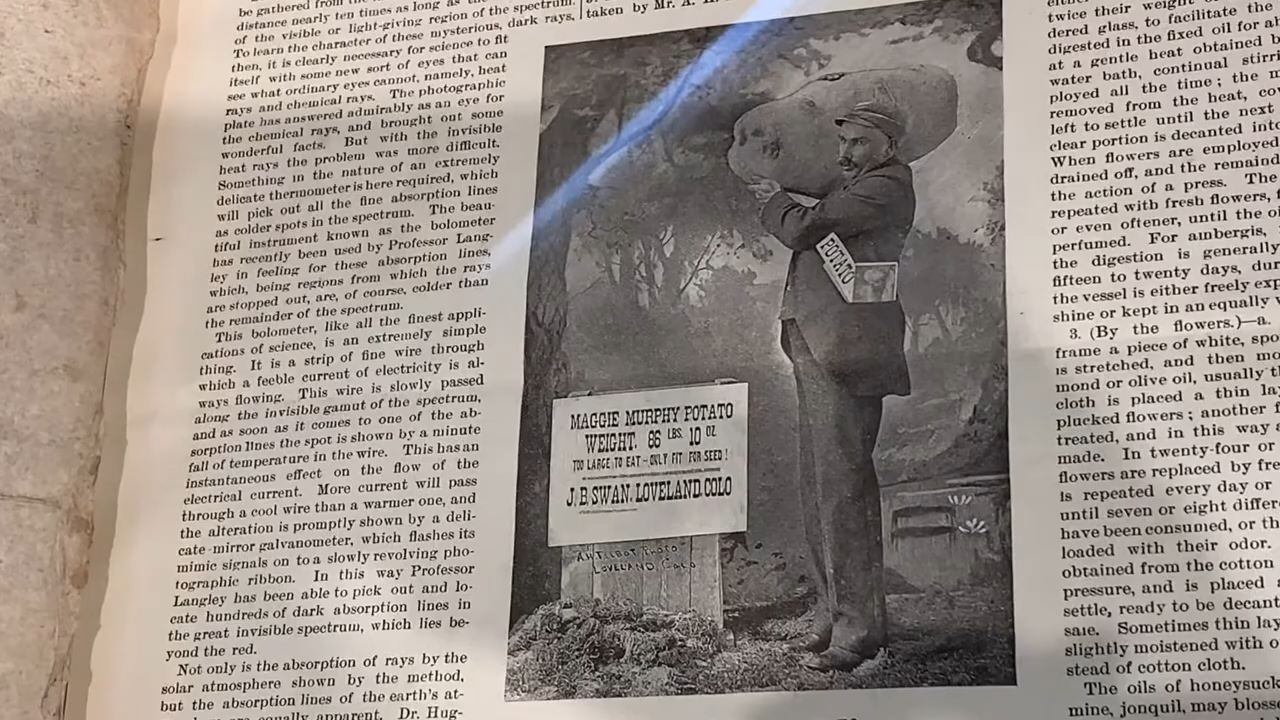 be gathered from the
distance nearly ten times as long as the
of the visible or light-giving region of the spectrum.
To learn the character of these mysterious, dark rays,
then, it is clearly necessary for science to fit
itself with some new sort of eyes that can
see what ordinary eyes cannot, namely, heat
rays and chemical rays. The photographic
plate has answered admirably as an eye for
the chemical rays, and brought out some
wonderful facts. But with the invisible
heat rays the problem was more difficult.
Something in the nature of an extremely
delicate thermometer is here required, which
will pick out all the fine absorption lines
as colder spots in the spectrum. The beau-
tiful instrument known as the bolometer
has recently been used by Professor Lang-
ley in feeling for these absorption lines,
which, being regions from which the rays
are stopped out, are, of course, colder than
the remainder of the spectrum.
This bolometer, like all the finest appli-
cations of science, is an extremely simple
thing. It is a strip of fine wire through
which a feeble current of electricity is al-
ways flowing. This wire is slowly passed
along the invisible gamut of the spectrum,
and as soon as it comes to one of the ab-
sorption lines the spot is shown by a minute
fall of temperature in the wire. This has an
instantaneous effect on the flow of the
electrical current. More current will pass
through a cool wire than a warmer one, and
the alteration is promptly shown by a deli-
cate mirror galvanometer, which flashes its
mimic signals on to a slowly revolving pho-
tographic ribbon. In this way Professor
Langley has been able to pick out and lo-
cate hundreds of dark absorption lines in
the great invisible spectrum, which lies be-
yond the red.
Not only is the absorption of rays by the
solar atmosphere shown by the method,
but the absorption lines of the earth's at-
equally apparent. Dr. Hug-
taken by Mr. A.
POTATO
MAGGIE MURPHY POTATO
WEIGHT. 86 LBS. 10 OZ
TOO LARGE TO EAT - ONLY FIT FOR SEED!
J. B. SWAN. LOVELAND. COLO
AH TALBOT PHOTO
LOVELAND COLO
twice their weight
dered glass, to facilitate the
digested in the fixed oil for
at a gentle heat obtained
water bath, continual
ployed all the time; the
removed from the heat,
left to settle until the next
clear portion is decanted
When flowers are employed
drained off, and the
the action of a press. The
repeated with fresh flowers,
or even oftener, until the
perfumed. For ambergis,
the digestion is generally
fifteen to twenty days,
the vessel is either freely
shine or kept in an equally
3. (By the flowers.)—a.
frame a piece of white,
is stretched, and then
mond or olive oil, usually
cloth is placed a thin
plucked flowers; another
treated, and in this way
made. In twenty-four or
flowers are replaced by
is repeated every day or
until seven or eight
have been consumed, or
loaded with their odor.
obtained from the cotton
pressure, and is placed
settle, ready to be
sale. Sometimes thin
slightly moistened with
stead of cotton cloth.
The oils of
mine, jonquil, may